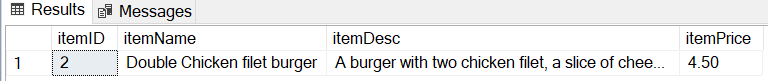 Results Messages
itemID itemName itemDesc itemPrice
1 2 Double Chicken filet burger A burger with two chicken filet, a slice of chee... 4.50